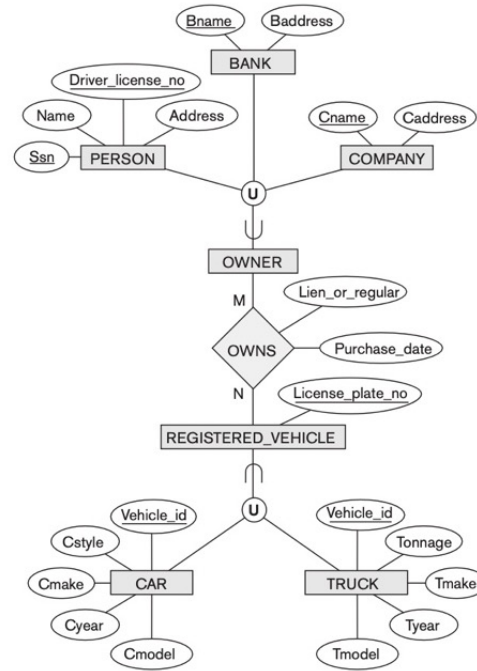 Bname Baddress
BANK
Driver_license_no
Name Address
Ssn PERSON
Cname Caddress
COMPANY
U
OWNER
M
Lien_or_regular
OWNS
Purchase_date
N
License_plate_no
REGISTERED_VEHICLE
U
Vehicle_id
Cstyle
Cmake CAR
Cyear
Cmodel
Vehicle_id
Tonnage
TRUCK Tmake
Tyear
Tmodel